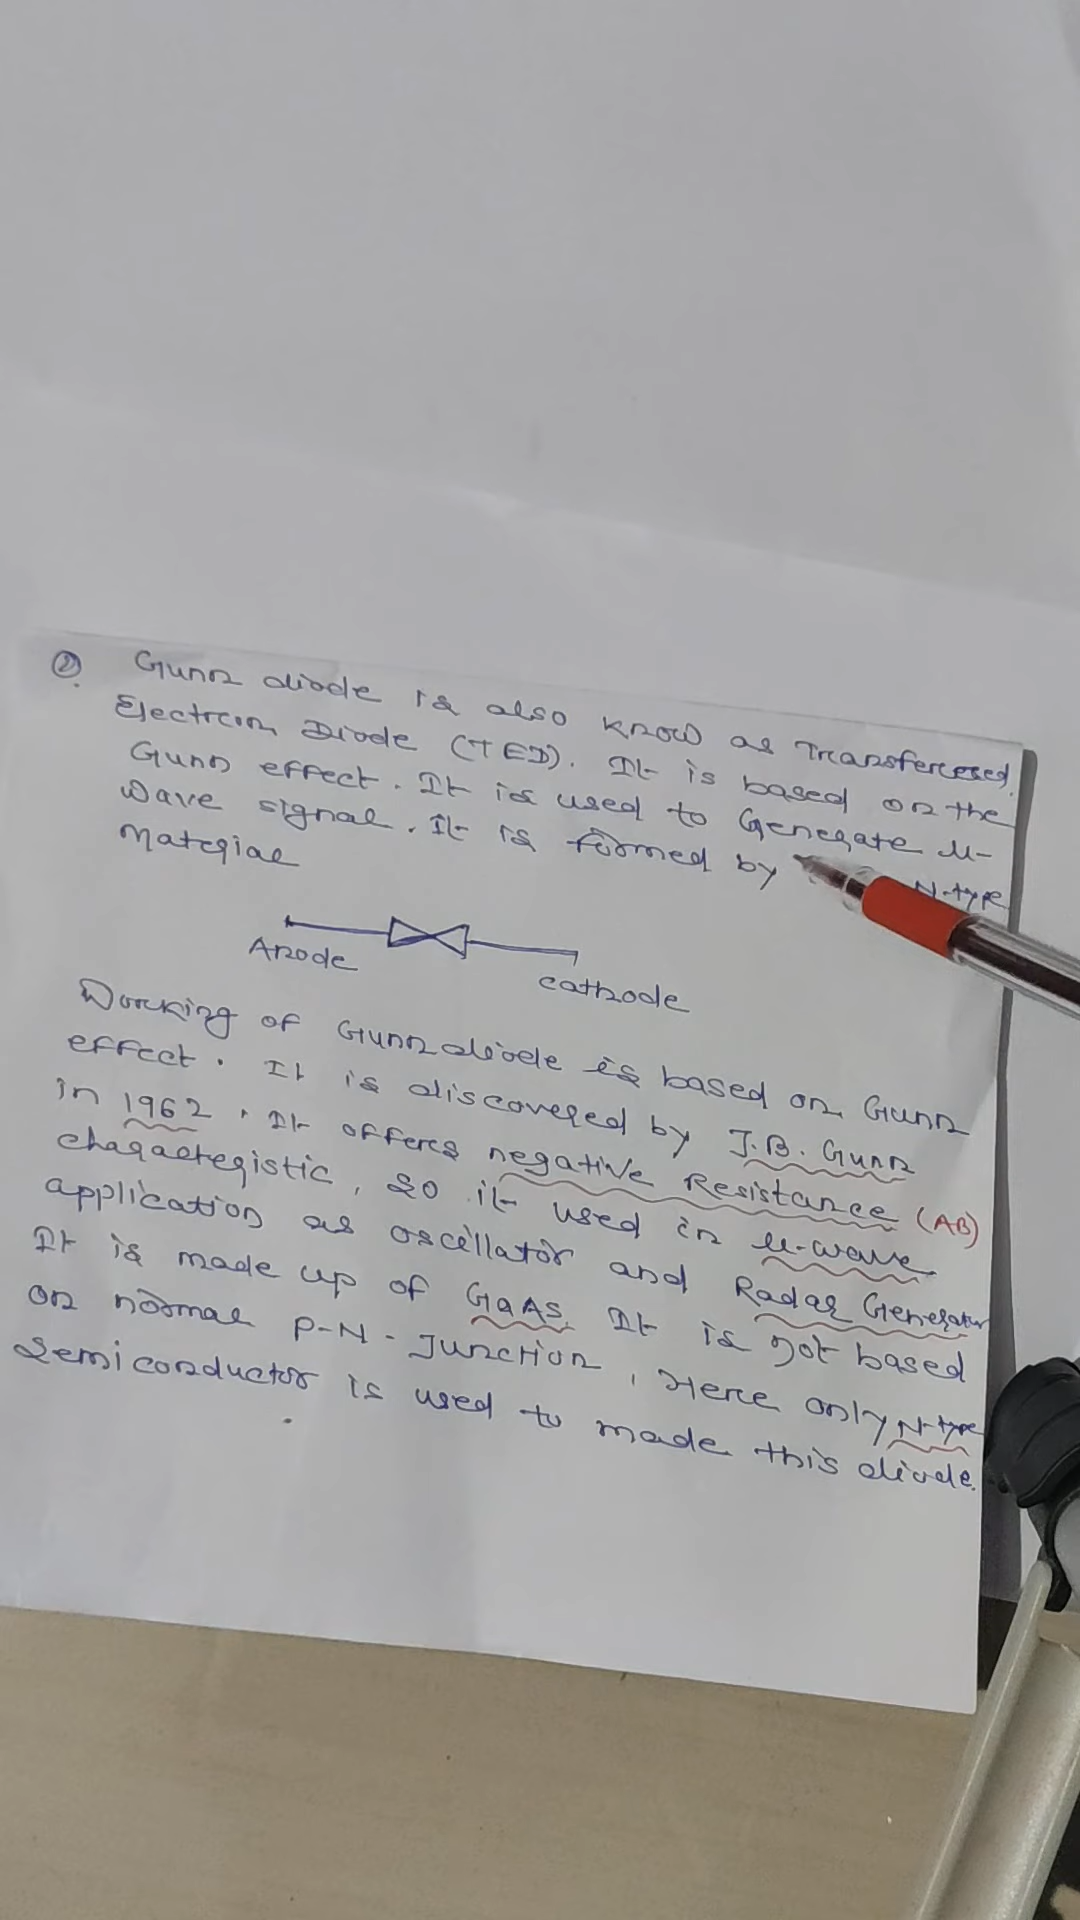 ② Gunn diode is also know as Transfereesed
Electron Diode (TED). It is based on the
Gunn effect. It is used to Generate μ-
wave signal. It is formed by N-type
Material
Anode
cathode
Working of Gunn diode is based on Gunn
effect. It is discovered by J.B. Gunn
in 1962, It offers negative Resistance (AB)
characteristic, so it used in μ-wave
application as oscillator and Radar Generator
It is made up of GaAs. It is not based
on normal P-N-Junction, Here only N-type
semiconductor is used to made this diode.